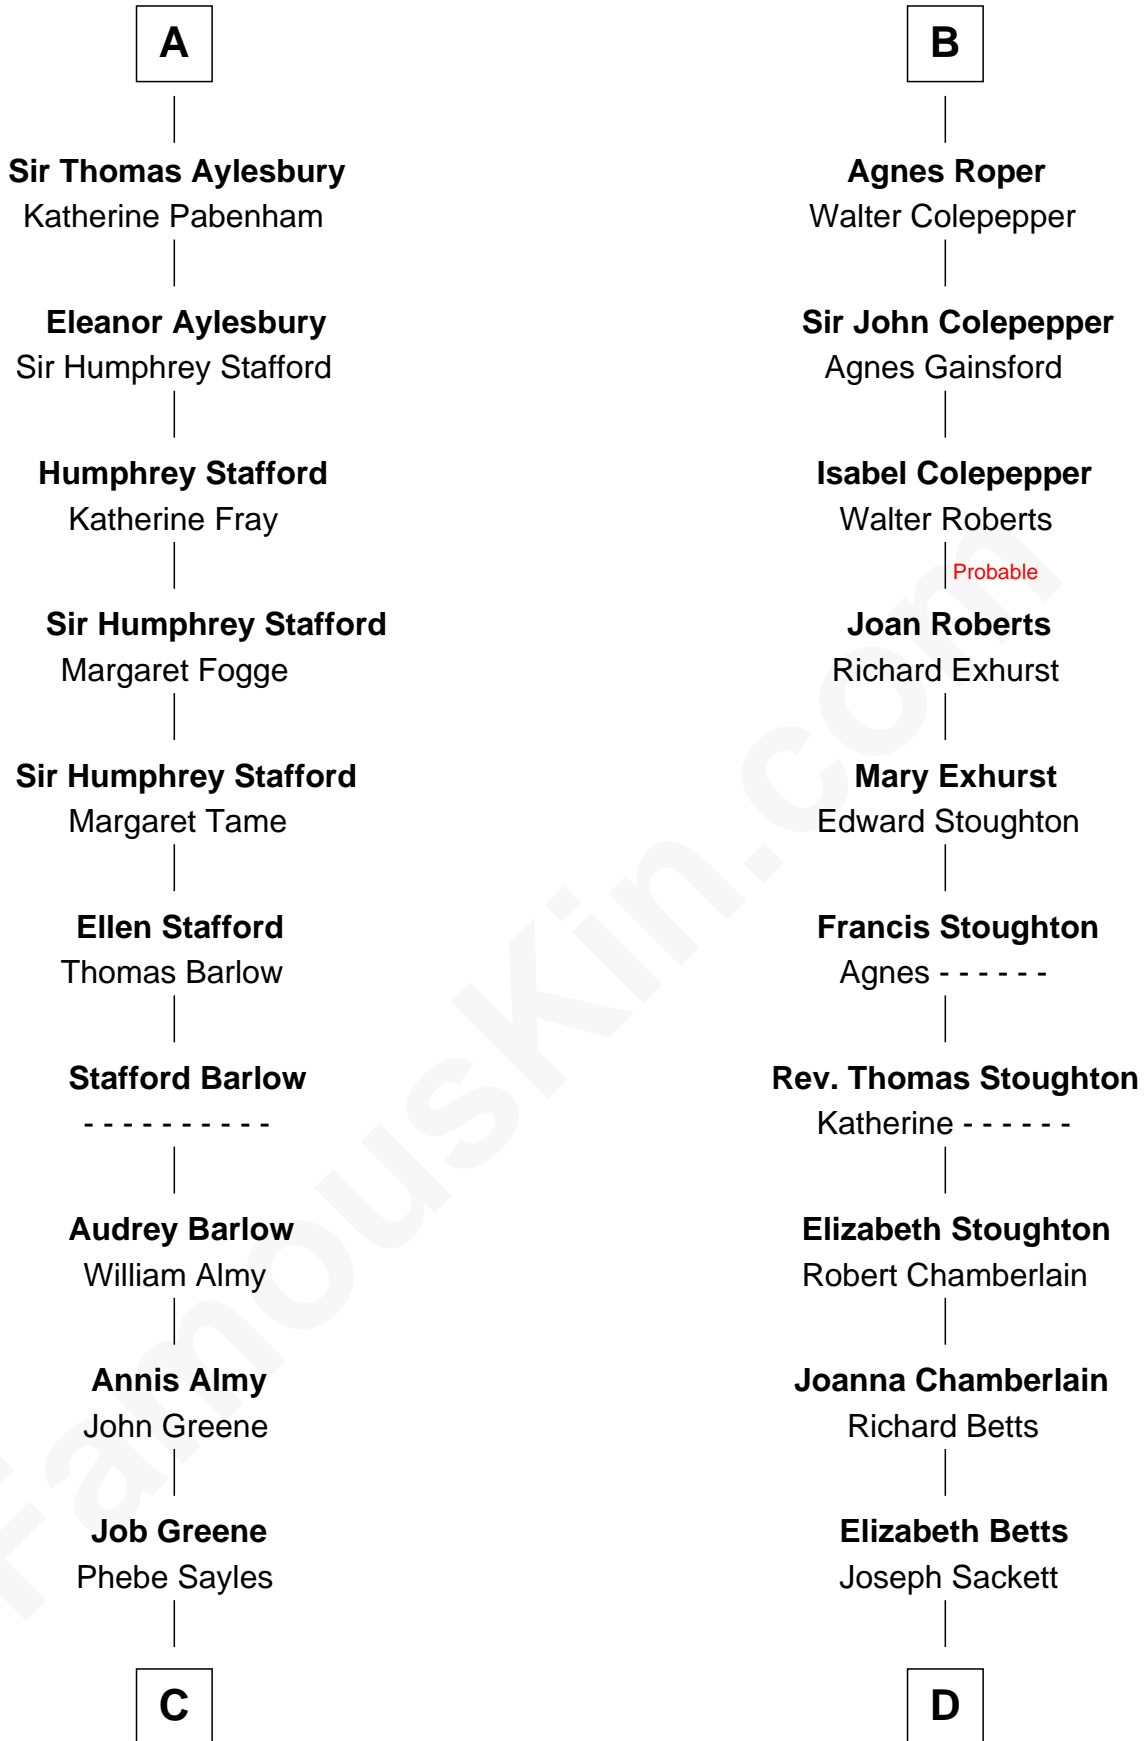 A
Sir Thomas Aylesbury
Katherine Pabenham
Eleanor Aylesbury
Sir Humphrey Stafford
Humphrey Stafford
Katherine Fray
Sir Humphrey Stafford
Margaret Fogge
Sir Humphrey Stafford
Margaret Tame
Ellen Stafford
Thomas Barlow
Stafford Barlow
- - - - - - - - - -
Audrey Barlow
William Almy
Annis Almy
John Greene
Job Greene
Phebe Sayles
C
B
Agnes Roper
Walter Colepepper
Sir John Colepepper
Agnes Gainsford
Isabel Colepepper
Walter Roberts
Probable
Joan Roberts
Richard Exhurst
Mary Exhurst
Edward Stoughton
Francis Stoughton
Agnes - - - - - -
Rev. Thomas Stoughton
Katherine - - - - - -
Elizabeth Stoughton
Robert Chamberlain
Joanna Chamberlain
Richard Betts
Elizabeth Betts
Joseph Sackett
D
FamousKin.com